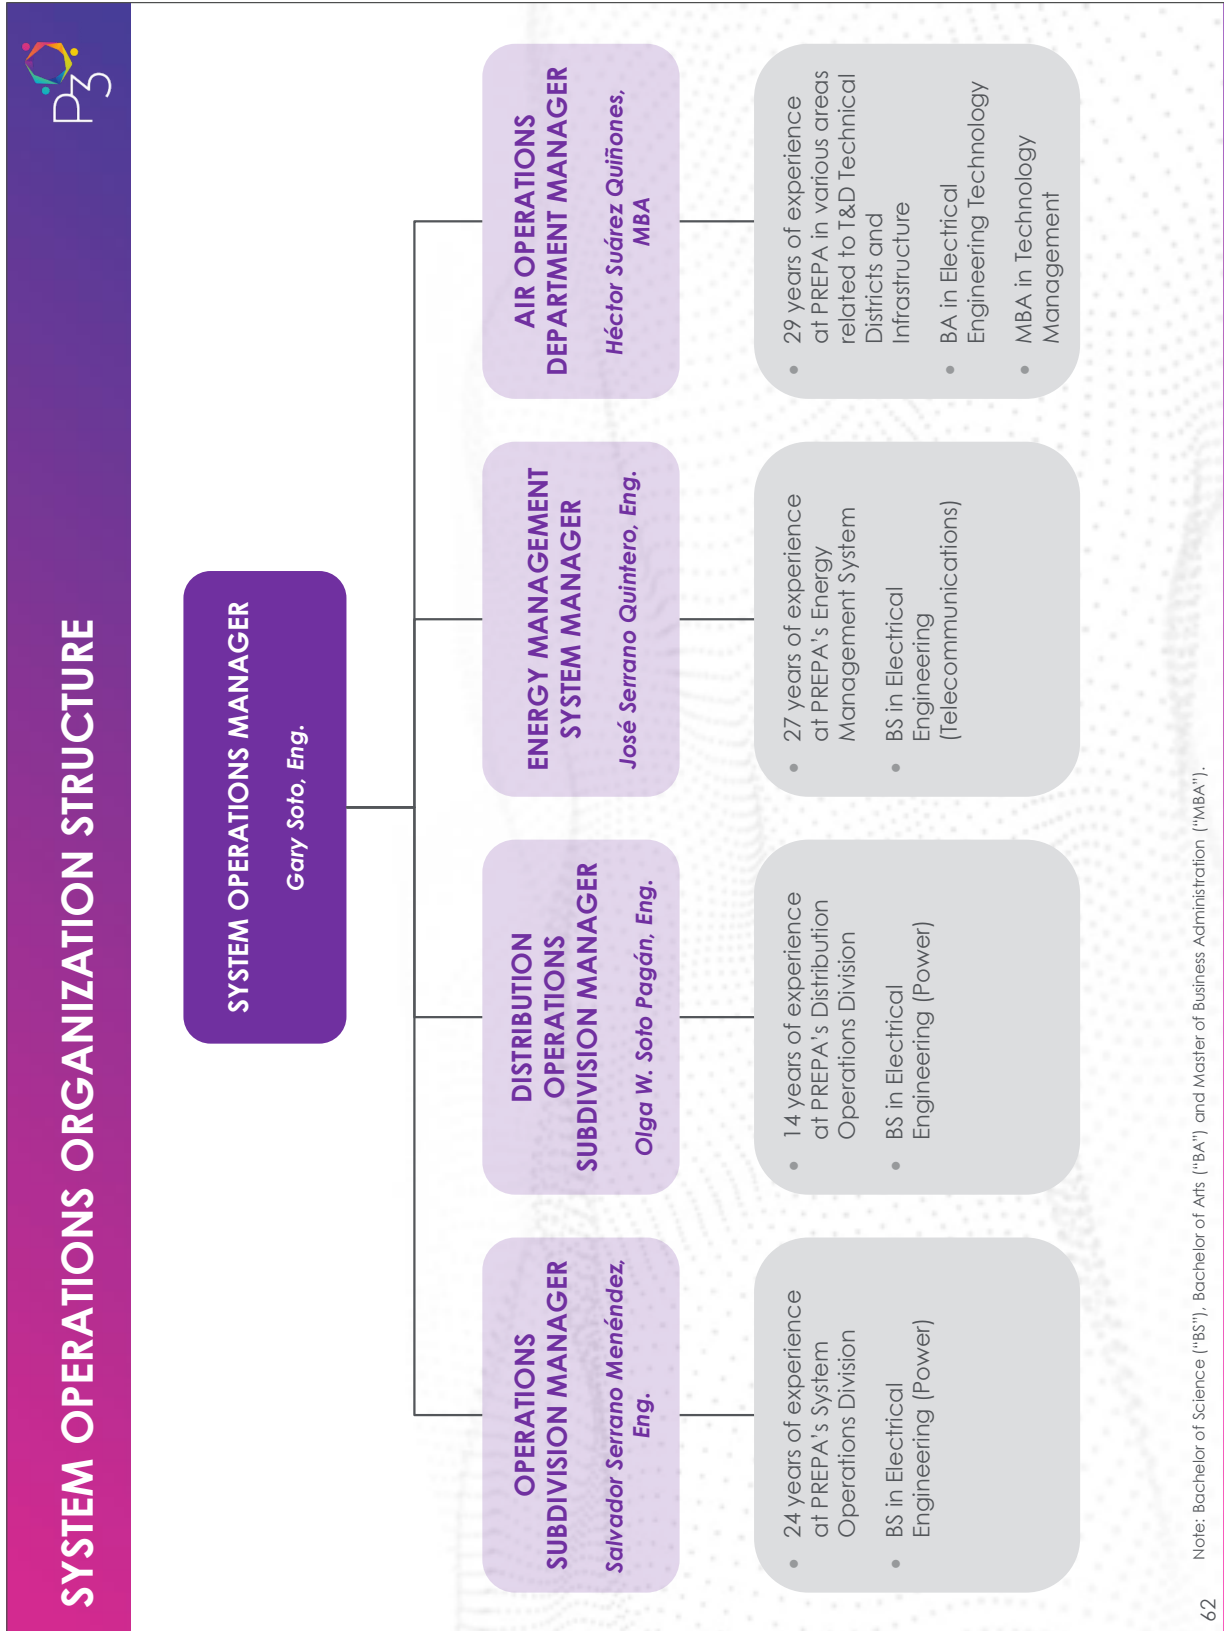 SYSTEM OPERATIONS ORGANIZATION STRUCTURE
P3
SYSTEM OPERATIONS MANAGER
Gary Soto, Eng.
OPERATIONS
SUBDIVISION MANAGER
Salvador Serrano Menéndez,
Eng.
• 24 years of experience
at PREPA's System
Operations Division
• BS in Electrical
Engineering (Power)
DISTRIBUTION
OPERATIONS
SUBDIVISION MANAGER
Olga W. Soto Pagán, Eng.
• 14 years of experience
at PREPA's Distribution
Operations Division
• BS in Electrical
Engineering (Power)
ENERGY MANAGEMENT
SYSTEM MANAGER
José Serrano Quintero, Eng.
• 27 years of experience
at PREPA's Energy
Management System
• BS in Electrical
Engineering
(Telecommunications)
AIR OPERATIONS
DEPARTMENT MANAGER
Héctor Suárez Quiñones,
MBA
• 29 years of experience
at PREPA in various areas
related to T&D Technical
Districts and
Infrastructure
• BA in Electrical
Engineering Technology
• MBA in Technology
Management
Note: Bachelor of Science (“BS”), Bachelor of Arts (“BA”) and Master of Business Administration (“MBA”).
62